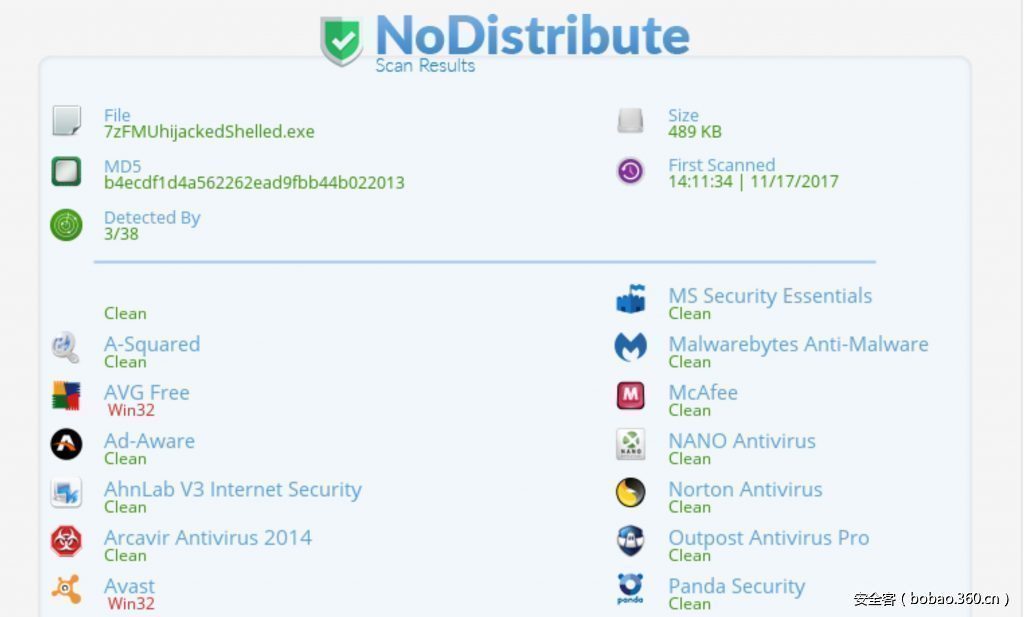 NoDistribute
Scan Results
File
7zFMUhijackedShelled.exe
Size
489 KB
MD5
b4ecdf1d4a562262ead9fbb44b022013
First Scanned
14:11:34 | 11/17/2017
Detected By
3/38
Clean
MS Security Essentials
Clean
A-Squared
Clean
Malwarebytes Anti-Malware
Clean
AVG Free
Win32
McAfee
Clean
Ad-Aware
Clean
NANO Antivirus
Clean
AhnLab V3 Internet Security
Clean
Norton Antivirus
Clean
Arcavir Antivirus 2014
Clean
Outpost Antivirus Pro
Clean
Avast
Win32
Panda Security
Clean
M
NANO
panda
安全客（bobao.360.cn）